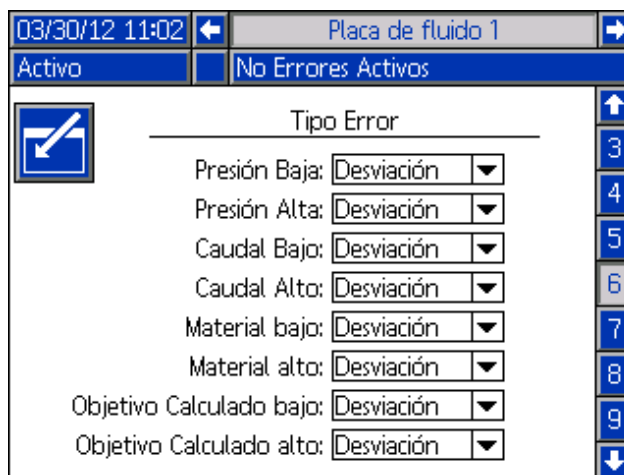 03/30/12 11:02 Placa de fluido 1
Activo No Errores Activos
Tipo Error
Presión Baja: Desviación
Presión Alta: Desviación
Caudal Bajo: Desviación
Caudal Alto: Desviación
Material bajo: Desviación
Material alto: Desviación
Objetivo Calculado bajo: Desviación
Objetivo Calculado alto: Desviación
3
4
5
6
7
8
9